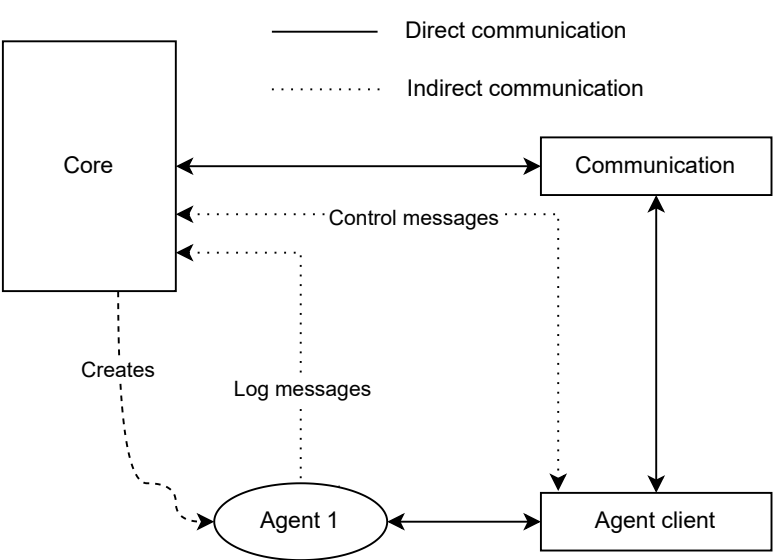 Direct communication
Indirect communication
Core
Communication
Control messages
Creates
Log messages
Agent 1
Agent client